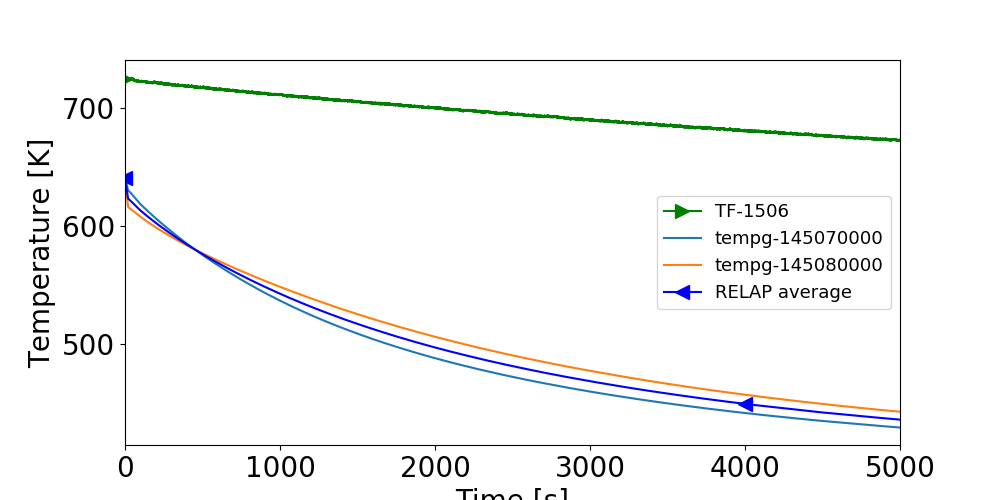 700
600
500
Temperature [K]
TF-1506
tempg-145070000
tempg-145080000
RELAP average
0 1000 2000 3000 4000 5000
Time [s]